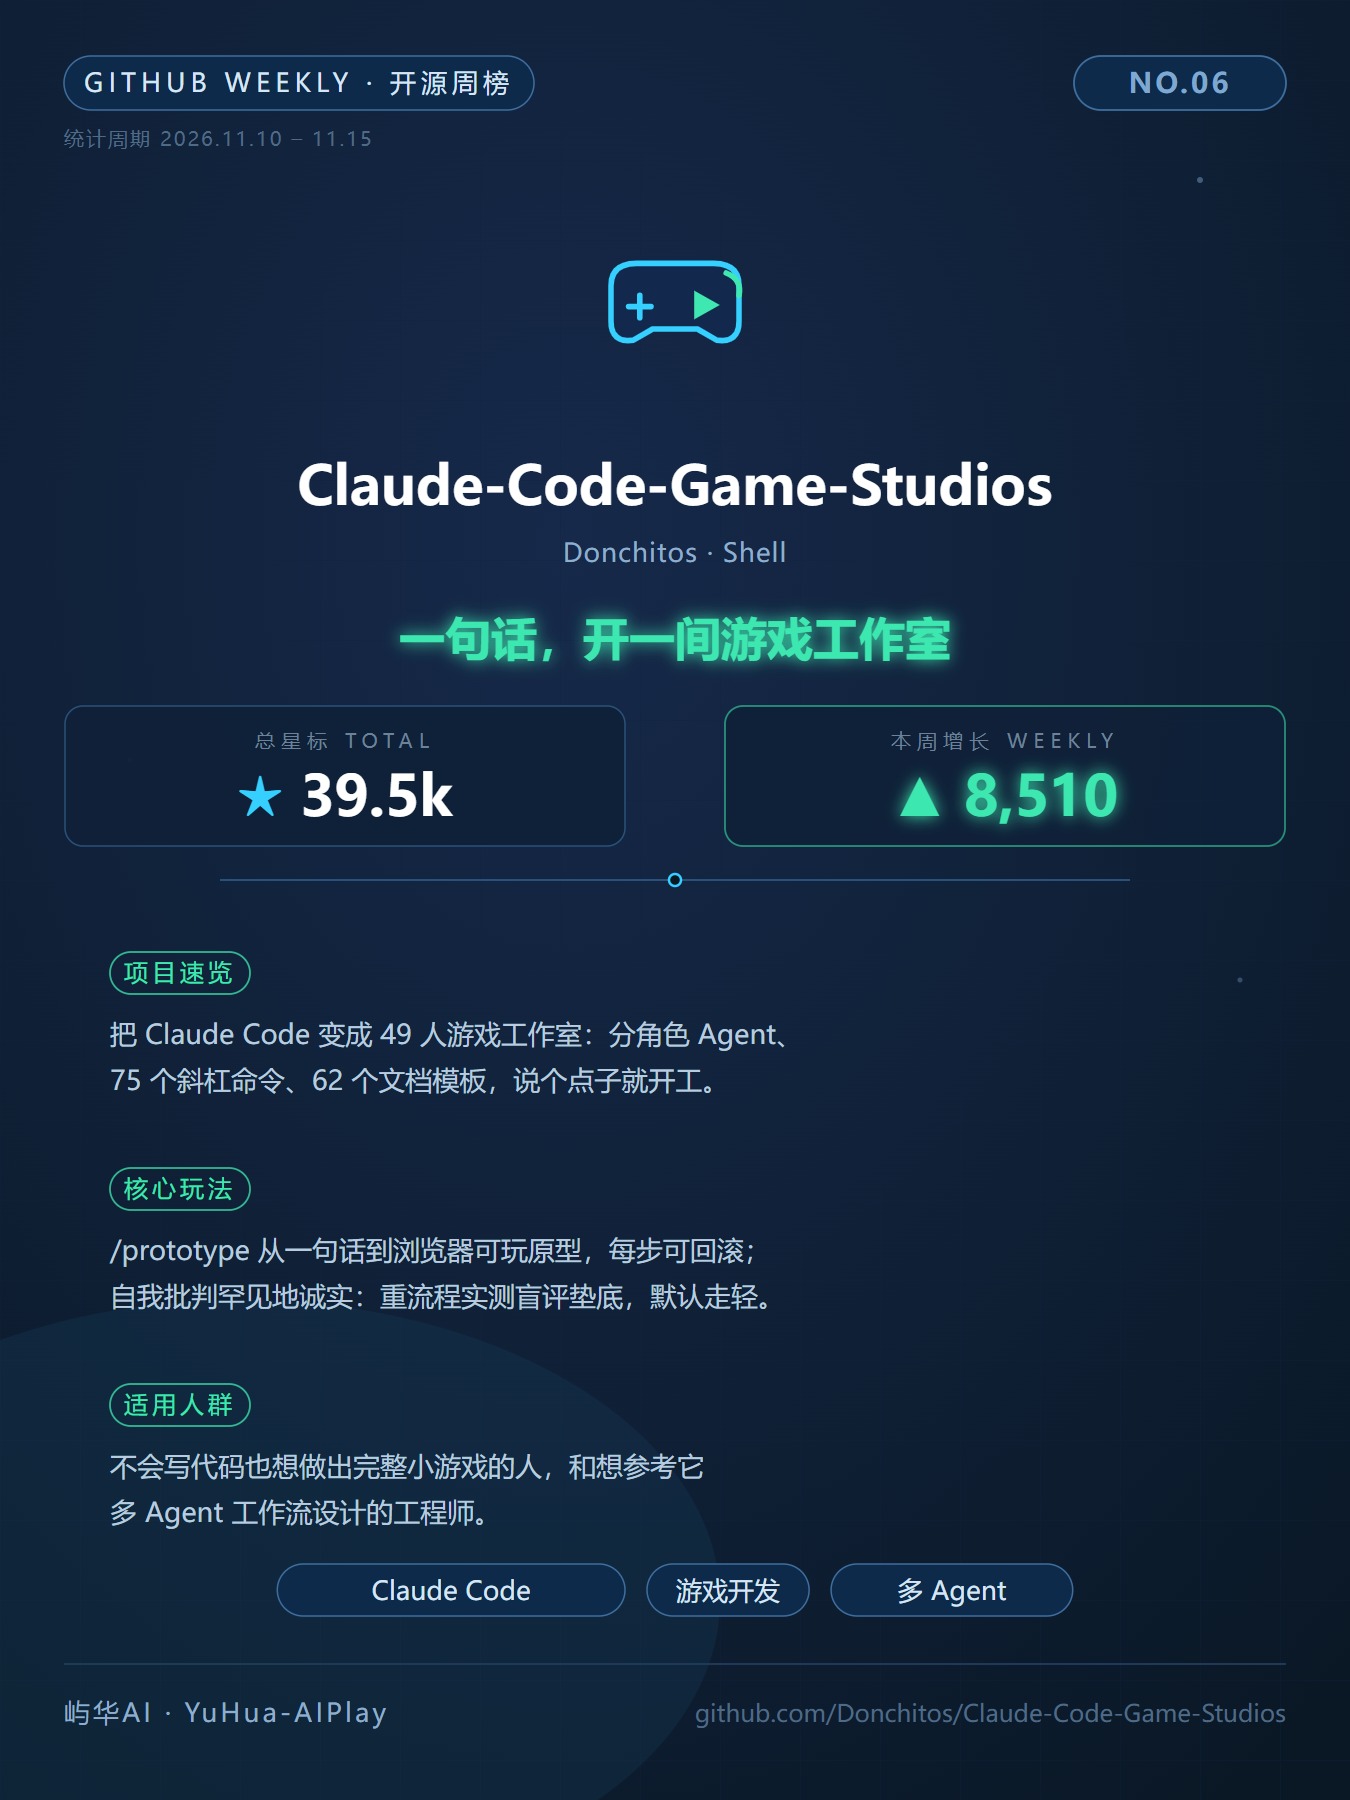 GITHUB WEEKLY · 开源周榜
NO.06
统计周期 2026.11.10 – 11.15
Claude-Code-Game-Studios
Donchitos · Shell
一句话，开一间游戏工作室
总星标 TOTAL
★ 39.5k
本周增长 WEEKLY
▲ 8,510
项目速览
把 Claude Code 变成 49 人游戏工作室：分角色 Agent、
75 个斜杠命令、62 个文档模板，说个点子就开工。
核心玩法
/prototype 从一句话到浏览器可玩原型，每步可回滚；
自我批判罕见地诚实：重流程实测盲评垫底，默认走轻。
适用人群
不会写代码也想做出完整小游戏的人，和想参考它
多 Agent 工作流设计的工程师。
Claude Code
游戏开发
多 Agent
屿华AI · YuHua-AIPlay
github.com/Donchitos/Claude-Code-Game-Studios